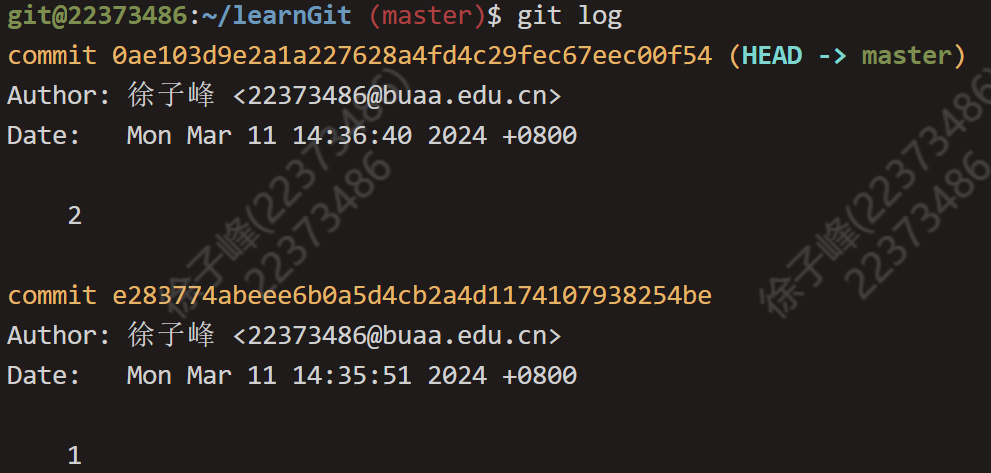 git@22373486:~/learnGit (master)$ git log
commit 0ae103d9e2a1a227628a4fd4c29fec67eec00f54 (HEAD -> master)
Author: 徐子峰 <22373486@buaa.edu.cn>
Date:   Mon Mar 11 14:36:40 2024 +0800
    2
commit e283774abeee6b0a5d4cb2a4d1174107938254be
Author: 徐子峰 <22373486@buaa.edu.cn>
Date:   Mon Mar 11 14:35:51 2024 +0800
    1
徐子峰(22373486)
22373486
徐子峰(22373486)
22373486